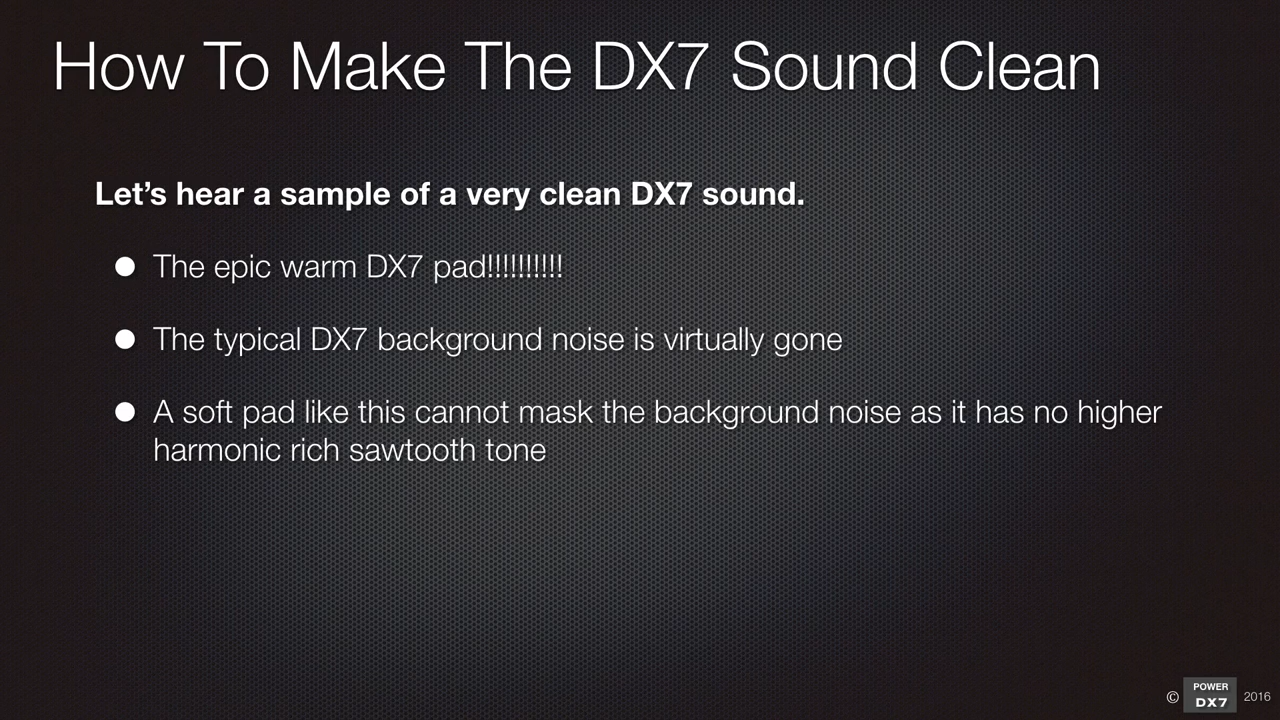 How To Make The DX7 Sound Clean
Let’s hear a sample of a very clean DX7 sound.
● The epic warm DX7 pad!!!!!!!!!!
● The typical DX7 background noise is virtually gone
● A soft pad like this cannot mask the background noise as it has no higher
harmonic rich sawtooth tone
© POWER DX7 2016